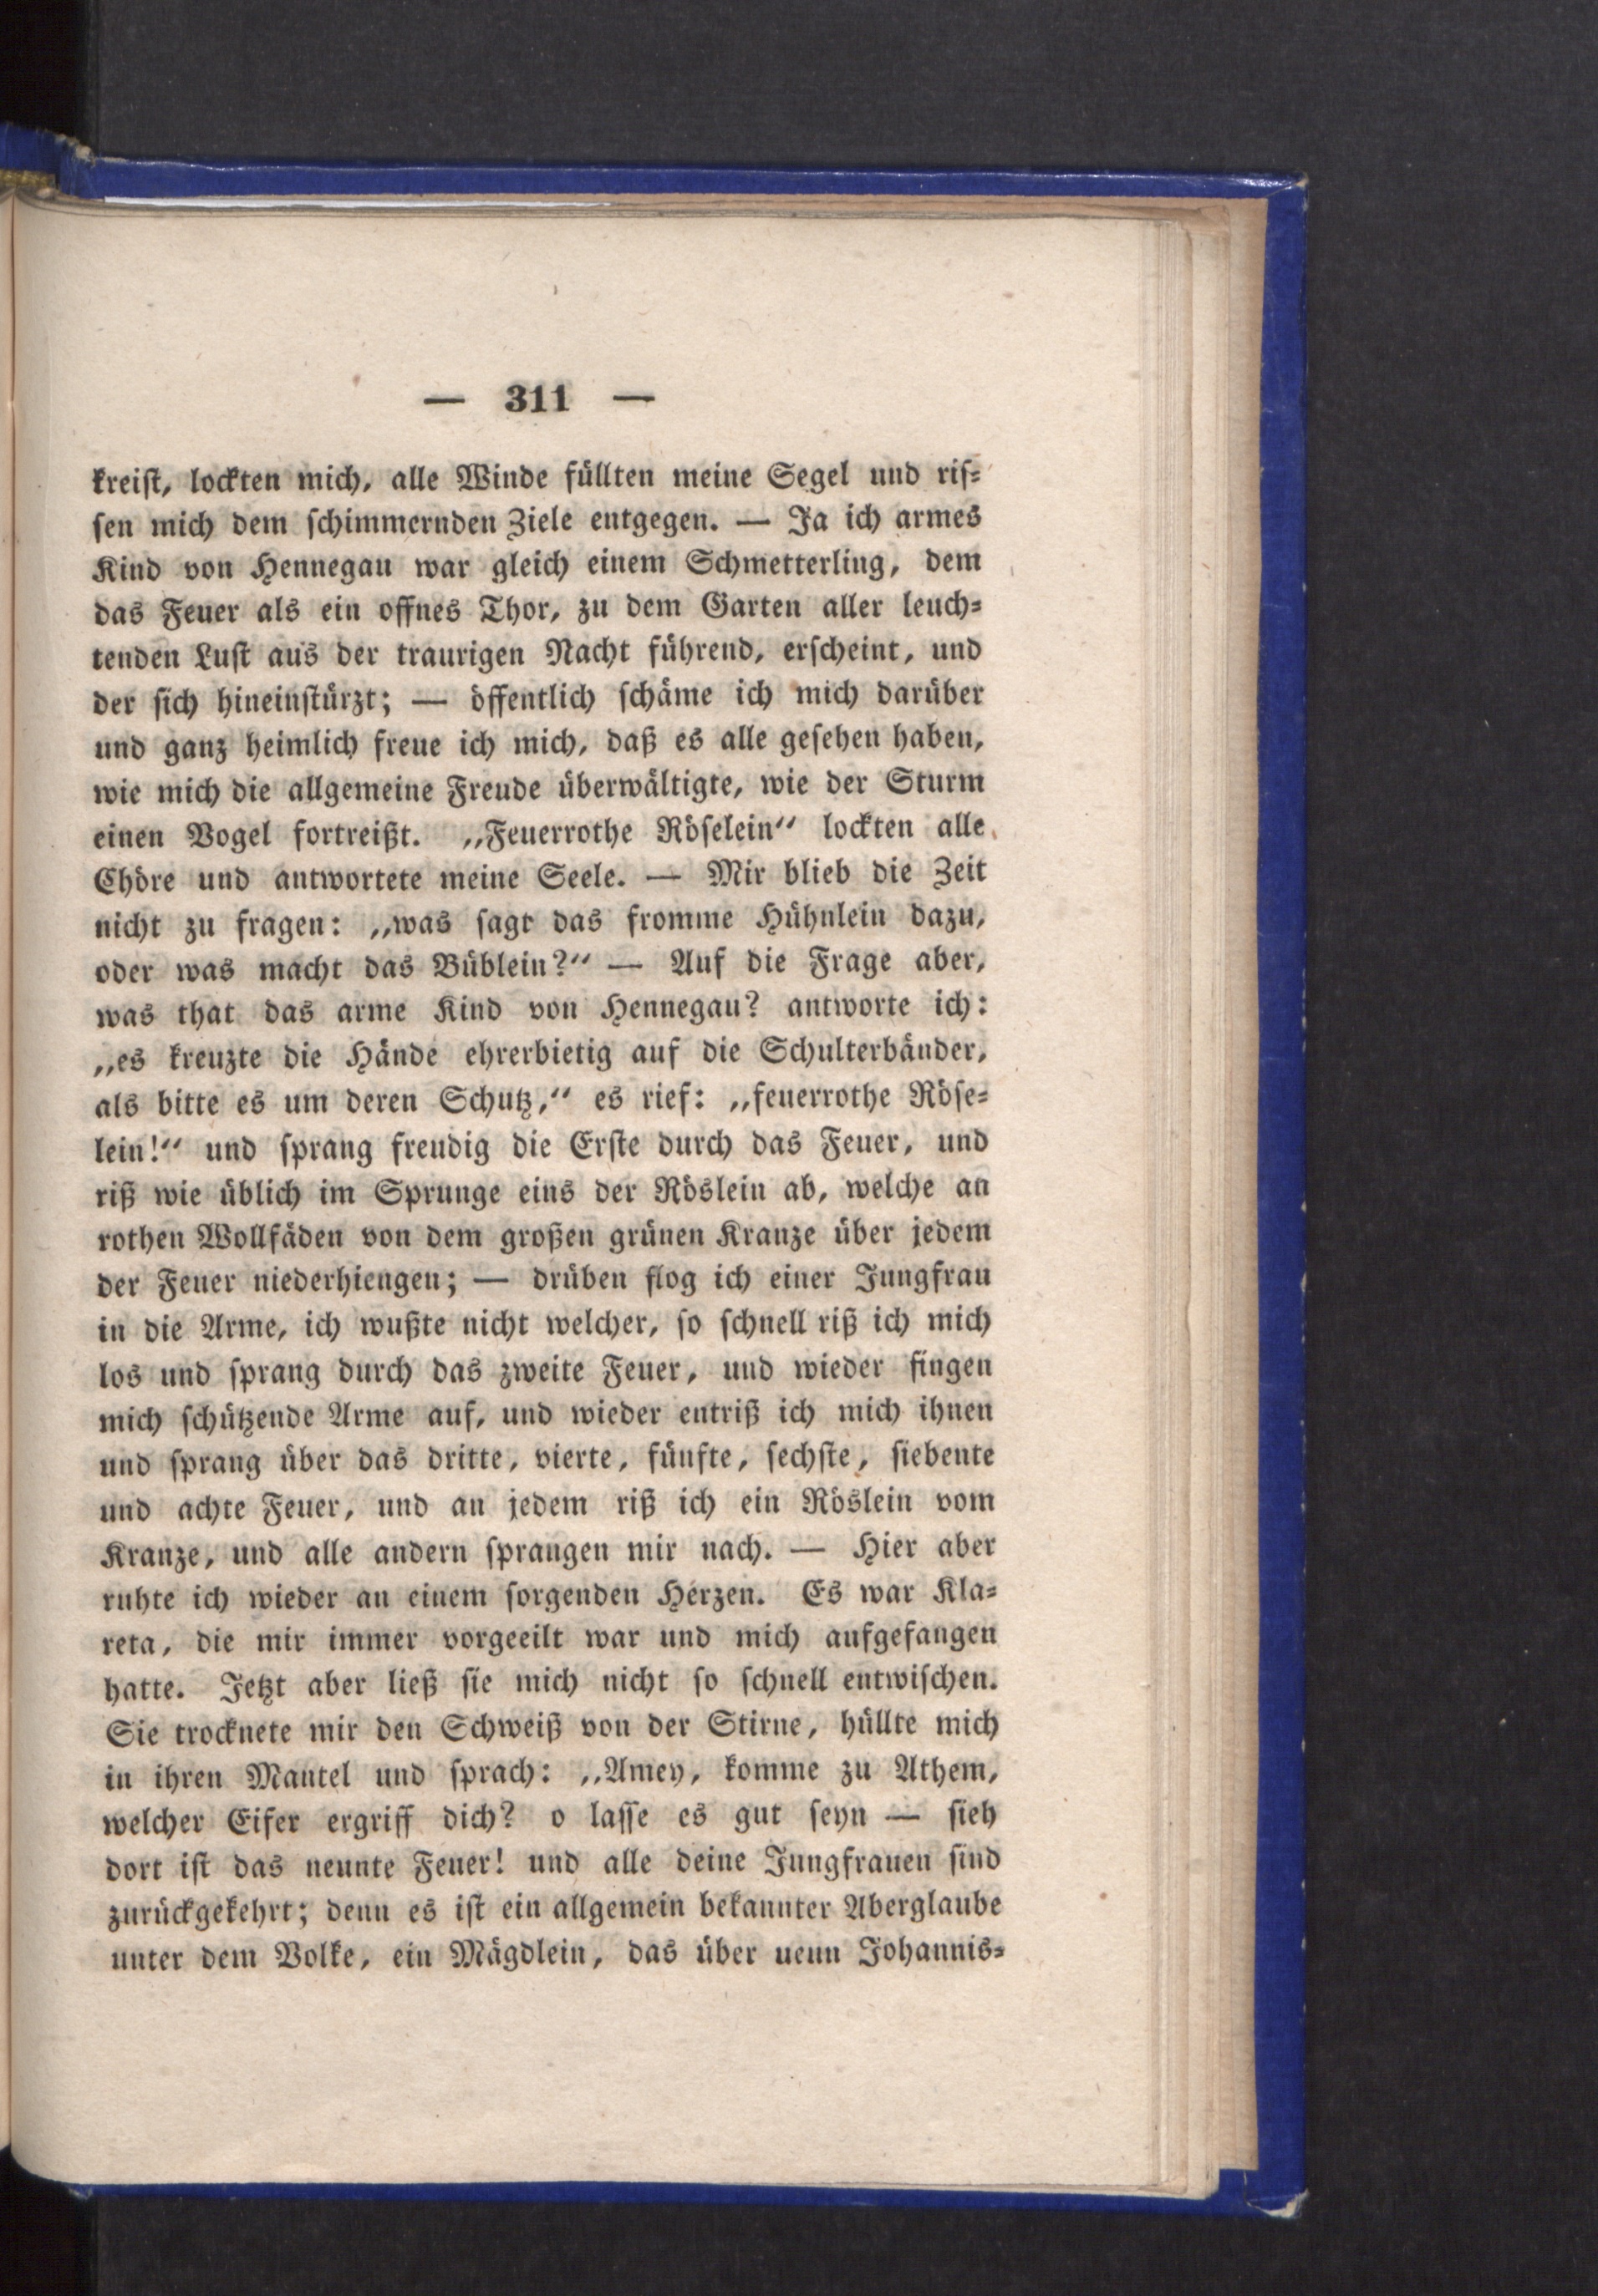 — 311 —
kreist, lockten mich, alle Winde füllten meine Segel und ris-
sen mich dem schimmernden Ziele entgegen. — Ja ich armes
Kind von Hennegau war gleich einem Schmetterling, dem
das Feuer als ein offnes Thor, zu dem Garten aller leuch-
tenden Lust aus der traurigen Nacht führend, erscheint, und
der sich hineinstürzt; — öffentlich schäme ich mich darüber
und ganz heimlich freue ich mich, daß es alle gesehen haben,
wie mich die allgemeine Freude überwältigte, wie der Sturm
einen Vogel fortreißt. „Feuerrothe Röselein“ lockten alle
Chöre und antwortete meine Seele. — Mir blieb die Zeit
nicht zu fragen: „was sagt das fromme Hühnlein dazu,
oder was macht das Büblein?“ — Auf die Frage aber,
was that das arme Kind von Hennegau? antworte ich:
„es kreuzte die Hände ehrerbietig auf die Schulterbänder,
als bitte es um deren Schutz,“ es rief: „feuerrothe Röse-
lein!“ und sprang freudig die Erste durch das Feuer, und
riß wie üblich im Sprunge eins der Röslein ab, welche an
rothen Wollfäden von dem großen grünen Kranze über jedem
der Feuer niederhiengen; — drüben flog ich einer Jungfrau
in die Arme, ich wußte nicht welcher, so schnell riß ich mich
los und sprang durch das zweite Feuer, und wieder fingen
mich schützende Arme auf, und wieder entriß ich mich ihnen
und sprang über das dritte, vierte, fünfte, sechste, siebente
und achte Feuer, und an jedem riß ich ein Röslein vom
Kranze, und alle andern sprangen mir nach. — Hier aber
ruhte ich wieder an einem sorgenden Herzen. Es war Kla-
reta, die mir immer vorgeeilt war und mich aufgefangen
hatte. Jetzt aber ließ sie mich nicht so schnell entwischen.
Sie trocknete mir den Schweiß von der Stirne, hüllte mich
in ihren Mantel und sprach: „Amey, komme zu Athem,
welcher Eifer ergriff dich? o lasse es gut seyn — sieh
dort ist das neunte Feuer! und alle deine Jungfrauen sind
zurückgekehrt; denn es ist ein allgemein bekannter Aberglaube
unter dem Volke, ein Mägdlein, das über neun Johannis-